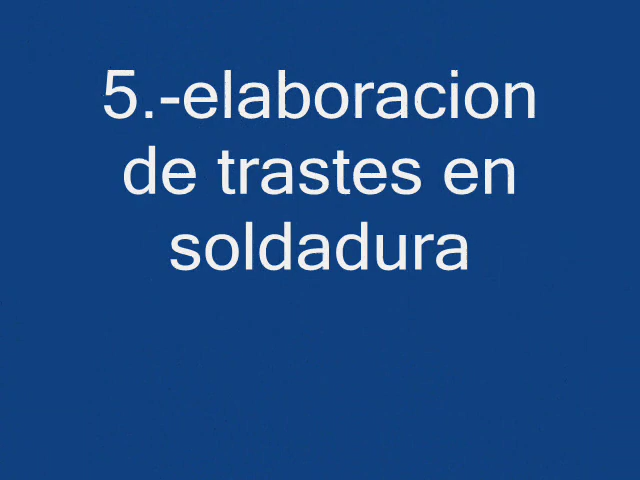 5.-elaboracion
de trastes en
soldadura